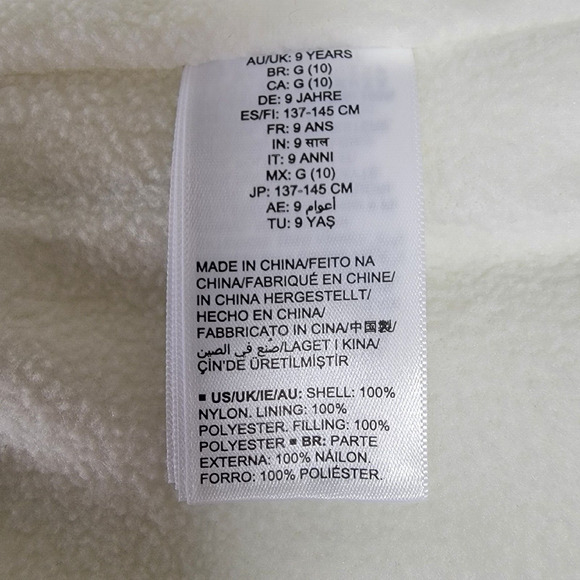 AU/UK: 9 YEARS
BR: G (10)
CA: G (10)
DE: 9 JAHRE
ES/FI: 137-145 CM
FR: 9 ANS
IN: 9 साल
IT: 9 ANNI
MX: G (10)
JP: 137-145 CM
AE: 9 أعوام
TU: 9 YAŞ
MADE IN CHINA/FEITO NA
CHINA/FABRIQUÉ EN CHINE/
IN CHINA HERGESTELLT/
HECHO EN CHINA/
FABBRICATO IN CINA/中国製/
صُنع في الصين/LAGET I KINA/
ÇİN'DE ÜRETİLMİŞTİR
▪ US/UK/IE/AU: SHELL: 100%
NYLON. LINING: 100%
POLYESTER. FILLING: 100%
POLYESTER ▪ BR: PARTE
EXTERNA: 100% NÁILON.
FORRO: 100% POLIÉSTER.